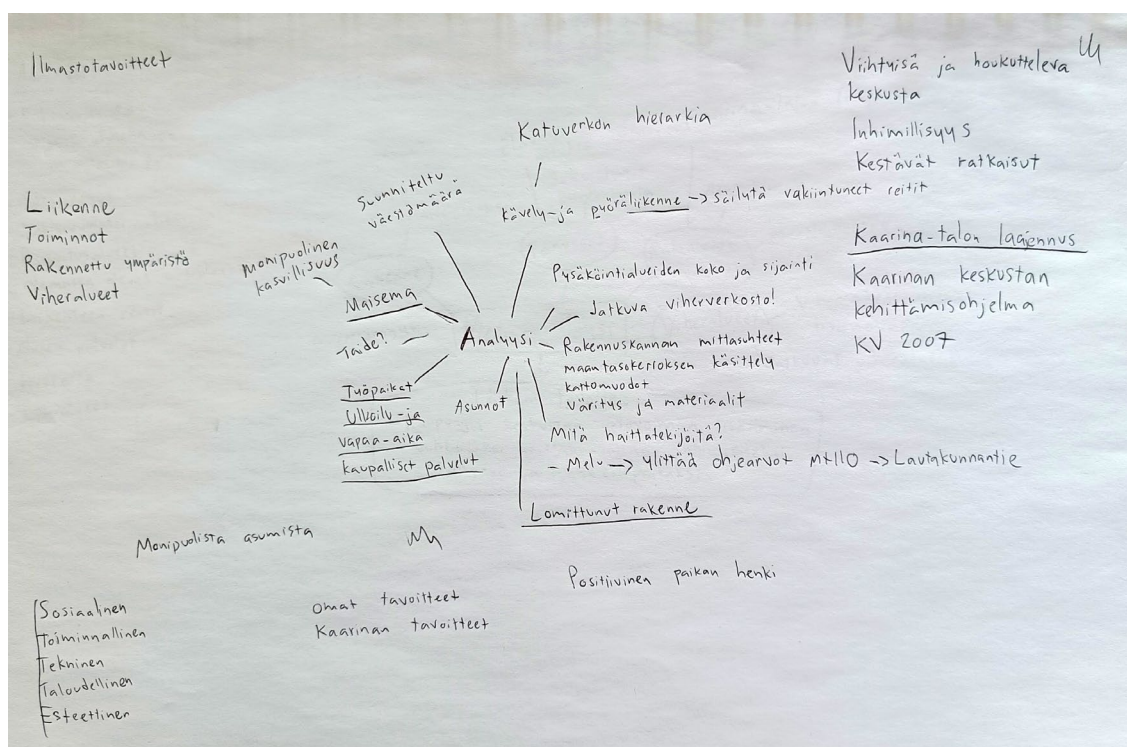 Ilmastotavoitteet
Viihtyisä ja houkutteleva
keskusta
Inhimillisyys
Kestävät ratkaisut
Kaarina-talon laajennus
Kaarinan keskustan
kehittämisohjelma
KV 2007
Katuverkon hierarkia
Kävely-ja pyöräliikenne -> säilytä vakiintuneet reitit
Suunniteltu
väestömäärä
Liikenne
Toiminnot
Rakennettu ympäristö
Viheralueet
Monipuolinen
kasvillisuus
Maisema
Taide?
Analyysi
Pysäköintialueiden koko ja sijainti
Jatkuva viherverkosto!
Rakennuskannan mittasuhteet
maantasokerroksen käsittely
kattomuodot
väritys ja materiaalit
Työpaikat
Ulkoilu-ja
vapaa-aika
kaupalliset palvelut
Asunnot
Mitä haittatekijöitä?
- Melu -> ylittää ohjearvot -> Lautakunnantie
Lomittunut rakenne
Monipuolista asumista
Positiivinen paikan henki
Omat tavoitteet
Kaarinan tavoitteet
Sosiaalinen
Toiminnallinen
Tekninen
Taloudellinen
Esteettinen